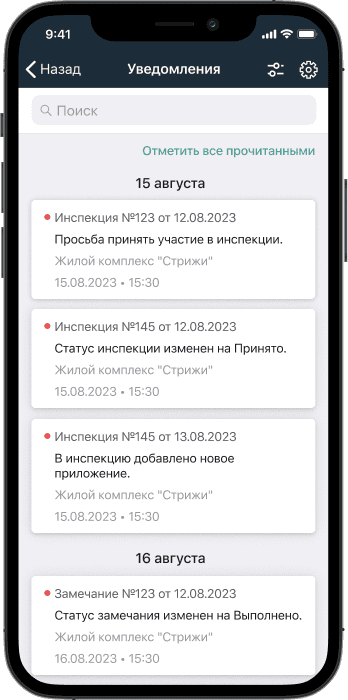 9:41
Назад
Уведомления
Поиск
Отметить все прочитанными
15 августа
Инспекция №123 от 12.08.2023
Просьба принять участие в инспекции.
Жилой комплекс "Стрижи"
15.08.2023 • 15:30
Инспекция №145 от 12.08.2023
Статус инспекции изменен на Принято.
Жилой комплекс "Стрижи"
15.08.2023 • 15:30
Инспекция №145 от 13.08.2023
В инспекцию добавлено новое
приложение.
Жилой комплекс "Стрижи"
15.08.2023 • 15:30
16 августа
Замечание №123 от 12.08.2023
Статус замечания изменен на Выполнено.
Жилой комплекс "Стрижи"
16.08.2023 • 15:30